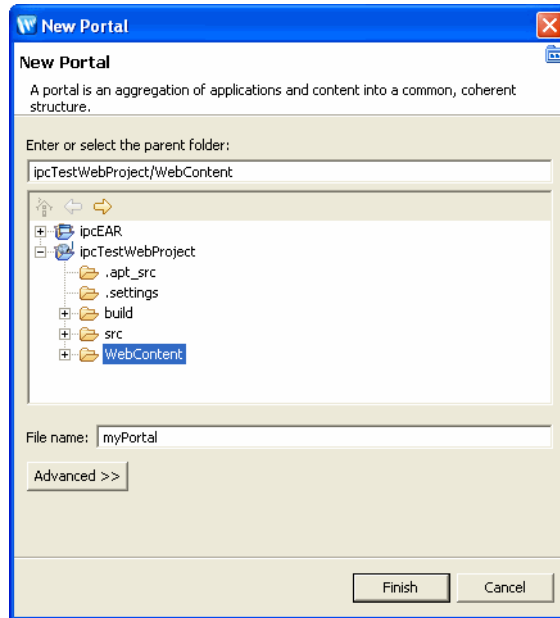 New Portal
New Portal
A portal is an aggregation of applications and content into a common, coherent
structure.
Enter or select the parent folder:
ipcTestWebProject/WebContent
ipcEAR
ipcTestWebProject
.apt_src
.settings
build
src
WebContent
File name: myPortal
Advanced >>
Finish Cancel